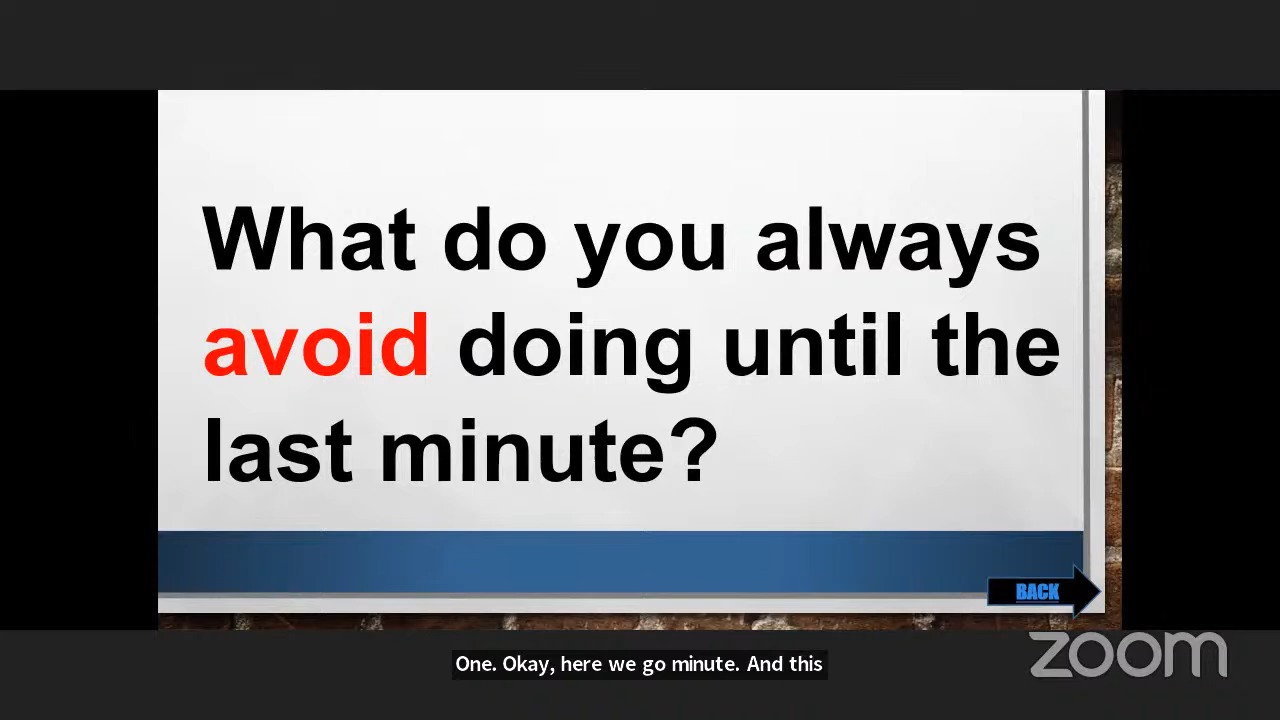 What do you always
avoid doing until the
last minute?
BACK
zoom
One. Okay, here we go minute. And this